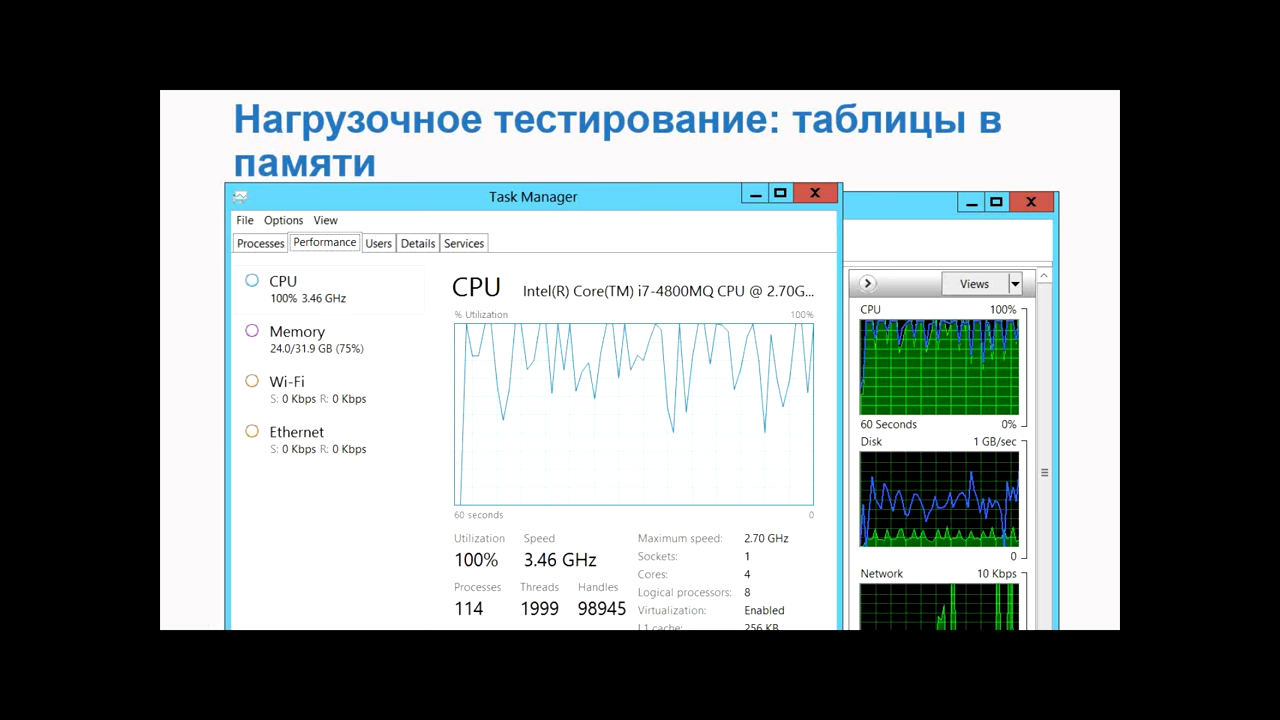 Нагрузочное тестирование: таблицы в
памяти
Task Manager
File Options View
Processes Performance Users Details Services
CPU
100% 3.46 GHz
Memory
24.0/31.9 GB (75%)
Wi-Fi
S: 0 Kbps R: 0 Kbps
Ethernet
S: 0 Kbps R: 0 Kbps
CPU Intel(R) Core(TM) i7-4800MQ CPU @ 2.70G...
% Utilization 100%
60 seconds 0
Utilization Speed
100% 3.46 GHz
Processes Threads Handles
114 1999 98945
Maximum speed: 2.70 GHz
Sockets: 1
Cores: 4
Logical processors: 8
Virtualization: Enabled
L1 cache: 256 KB
Views
CPU 100%
60 Seconds 0%
Disk 1 GB/sec
0
Network 10 Kbps